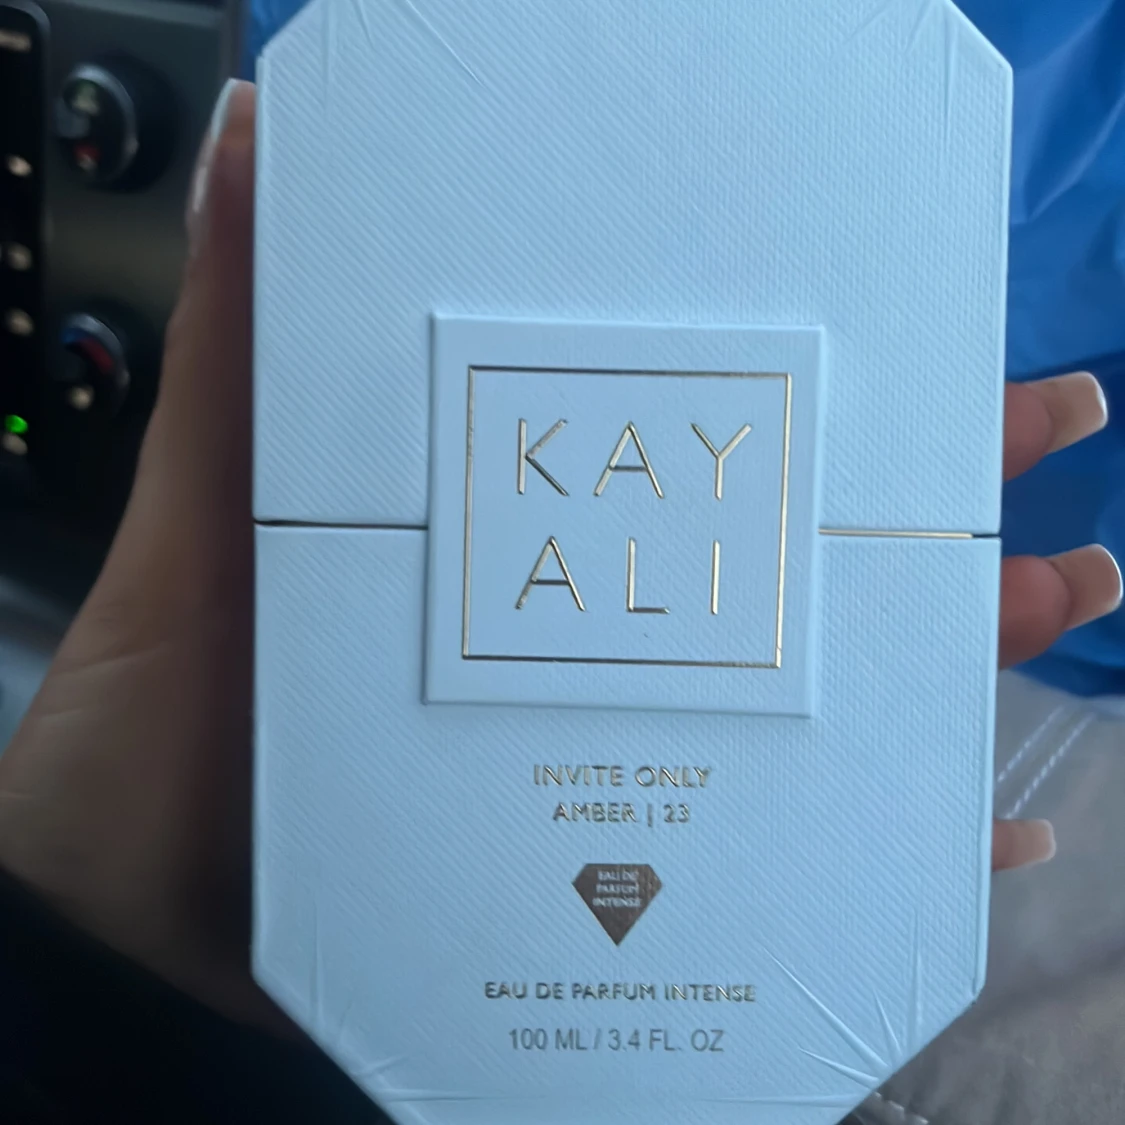 KAY
ALI
INVITE ONLY
AMBER | 23
EAU DE
PARFUM
INTENSE
EAU DE PARFUM INTENSE
100 ML / 3.4 FL. OZ